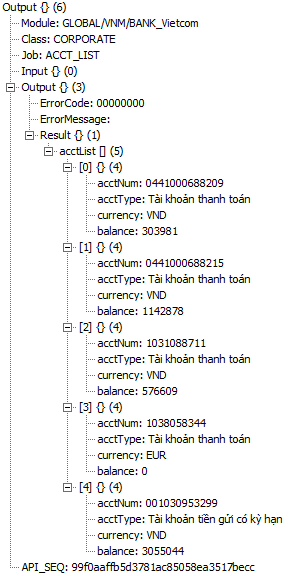 Output {} (6)
Module: GLOBAL/VNM/BANK_Vietcom
Class: CORPORATE
Job: ACCT_LIST
Input {} (0)
Output {} (3)
ErrorCode: 00000000
ErrorMessage:
Result {} (1)
acctList [] (5)
[0] {} (4)
acctNum: 0441000688209
acctType: Tài khoản thanh toán
currency: VND
balance: 303981
[1] {} (4)
acctNum: 0441000688215
acctType: Tài khoản thanh toán
currency: VND
balance: 1142878
[2] {} (4)
acctNum: 1031088711
acctType: Tài khoản thanh toán
currency: VND
balance: 576609
[3] {} (4)
acctNum: 1038058344
acctType: Tài khoản thanh toán
currency: EUR
balance: 0
[4] {} (4)
acctNum: 001030953299
acctType: Tài khoản tiền gửi có kỳ hạn
currency: VND
balance: 3055044
API_SEQ: 99f0aaffb5d3781ac85058ea3517becc